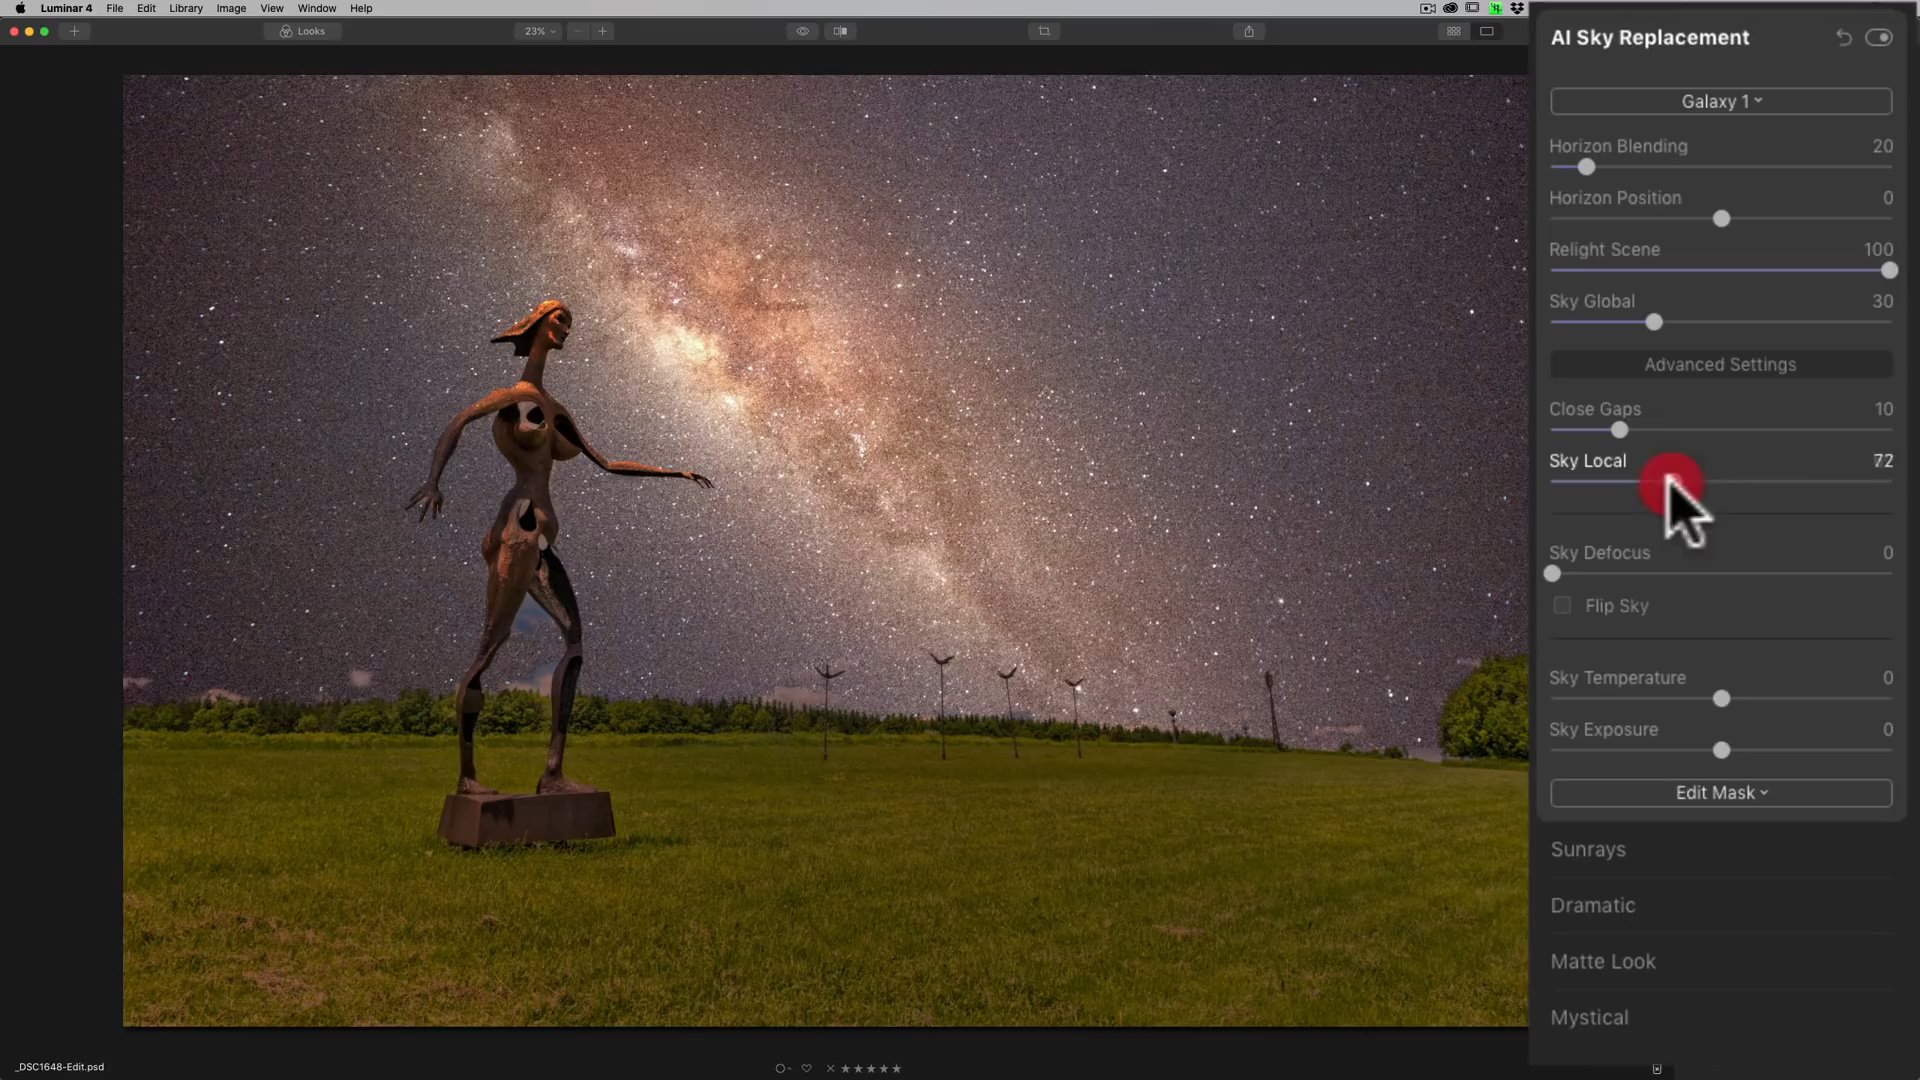 Luminar 4 File Edit Library Image View Window Help
Looks
23%
AI Sky Replacement
Galaxy 1
Horizon Blending 20
Horizon Position 0
Relight Scene 100
Sky Global 30
Advanced Settings
Close Gaps 10
Sky Local 72
Sky Defocus 0
Flip Sky
Sky Temperature 0
Sky Exposure 0
Edit Mask
Sunrays
Dramatic
Matte Look
Mystical
_DSC1648-Edit.psd